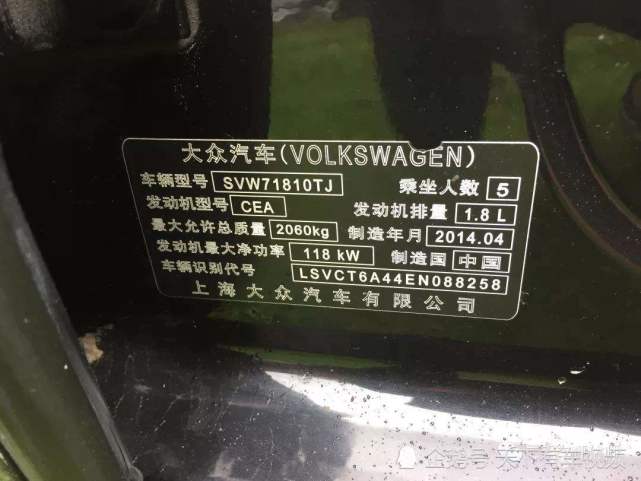 大众汽车(VOLKSWAGEN)
车辆型号 SVW71810TJ 乘坐人数 5
发动机型号 CEA 发动机排量 1.8 L
最大允许总质量 2060kg 制造年月 2014.04
发动机最大净功率 118 kW 制造国 中国
车辆识别代号 LSVCT6A44EN088258
上海大众汽车有限公司